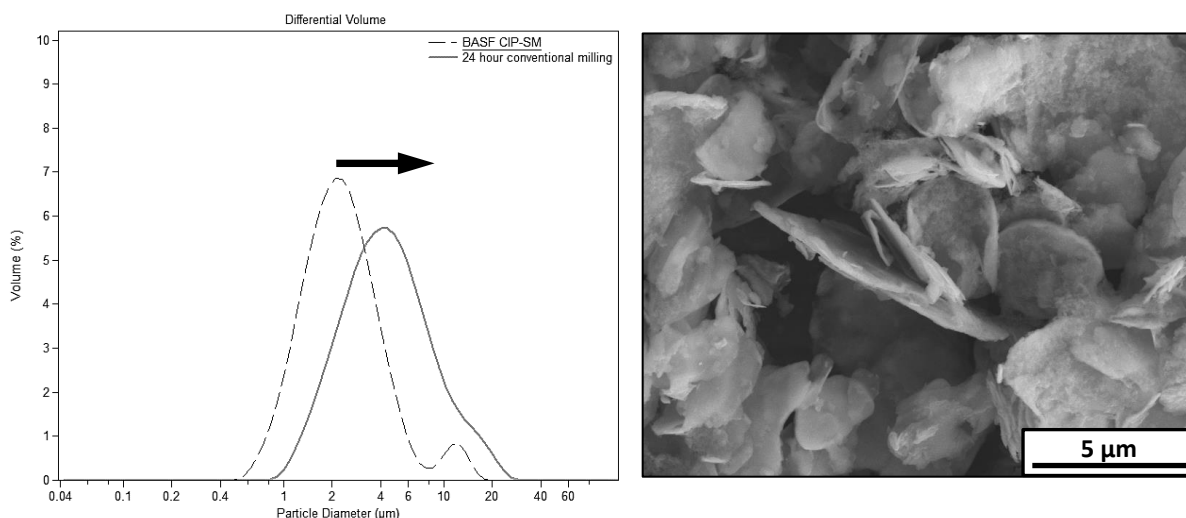 Differential Volume
BASF CIP-SM
24 hour conventional milling
Volume (%)
10
9
8
7
6
5
4
3
2
1
0
0.04 0.1 0.2 0.4 1 2 4 6 10 20 40 60
Particle Diameter (µm)
5 µm